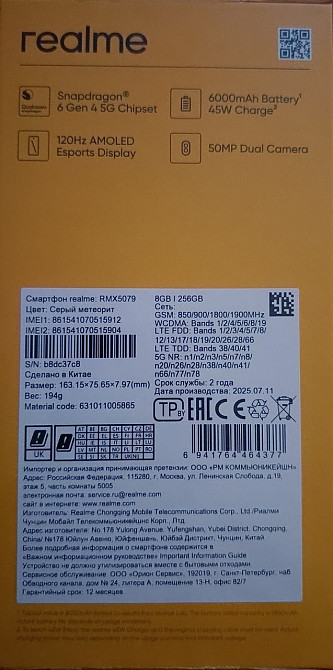 realme
Snapdragon®
6 Gen 4 5G Chipset
6000mAh Battery¹
45W Charge²
120Hz AMOLED
Esports Display
50MP Dual Camera
Смартфон realme: RMX5079
Цвет: Серый метеорит
IMEI1: 861541070515912
IMEI2: 861541070515904
S/N: b8dc37c8
Сделано в Китае
Размер: 163.15×75.65×7.97(mm)
Вес: 194g
Material code: 631011005865
8GB | 256GB
Сеть:
GSM: 850/900/1800/1900MHz
WCDMA: Bands 1/2/4/5/6/8/19
LTE FDD: Bands 1/2/3/4/5/7/8/
12/13/17/18/19/20/26/28/66
LTE TDD: Bands 38/40/41
5G NR: n1/n2/n3/n5/n7/n8/
n20/n26/n28/n38/n40/n41/
n66/n77/n78
Срок службы: 2 года
Дата производства: 2025.07.11
EAC CE
UK
6 941764 464377
Импортер и организация принимающая претензии: ООО «РМ КОММЬЮНИКЕЙШН»
Адрес: Российская Федерация, 115280, г. Москва, ул. Ленинская Слобода, д.19,
этаж 5, часть комнаты 5005
электронная почта: service.ru@realme.com
сайт в интернете: www.realme.com
Изготовитель: Realme Chongqing Mobile Telecommunications Corp., Ltd./Риалми
Чунцин Мобайл Телекоммьюникейшнс Корп., Лтд.
Адрес изготовителя: No.178 Yulong Avenue, Yufengshan, Yubei District, Chongqing,
China/ №178 Юйлун Авеню, Юйфеншань, Юйбэй Дистрикт, Чунцин, Китай
Более подробная информация о смартфоне содержится в
«Важном информационном руководстве» Important Information Guide
Устройство не должно утилизироваться вместе с бытовыми отходами.
Сервисное обслуживание: ООО «Орион Сервис», 192019, г. Санкт-Петербург, наб.
Обводного канала, дом № 24, литера А, помещение 13-Н, офис 82/7
Гарантийный срок: 12 месяцев